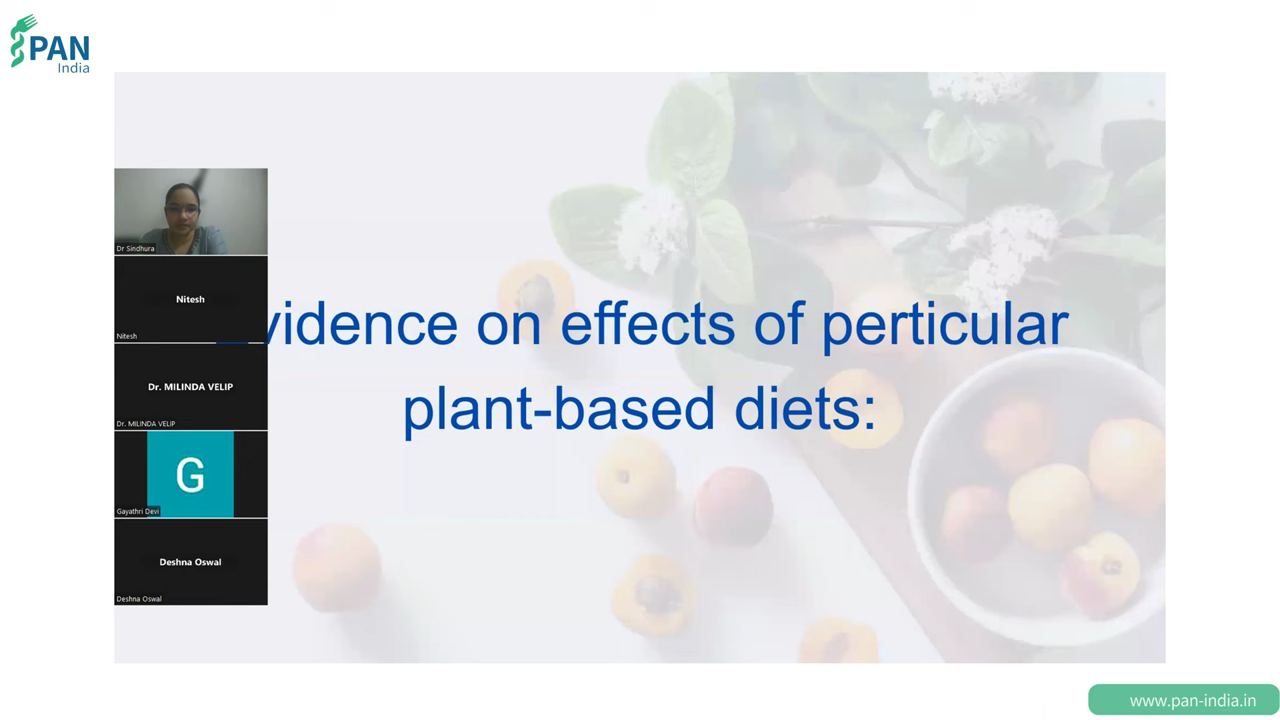 PAN
India
Dr Sindhura
Nitesh
Nitesh
vidence on effects of perticular
plant-based diets:
Dr. MILINDA VELIP
Dr. MILINDA VELIP
G
Gayathri Devi
Deshna Oswal
Deshna Oswal
www.pan-india.in